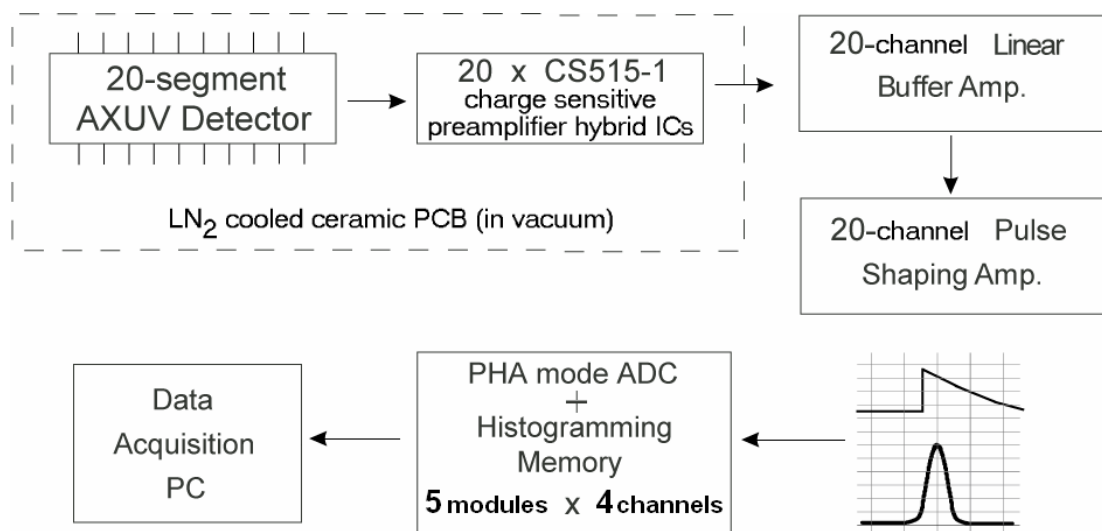 20-segment
AXUV Detector
20 x CS515-1
charge sensitive
preamplifier hybrid ICs
LN2 cooled ceramic PCB (in vacuum)
20-channel Linear
Buffer Amp.
20-channel Pulse
Shaping Amp.
Data
Acquisition
PC
PHA mode ADC
+
Histogramming
Memory
5 modules x 4 channels